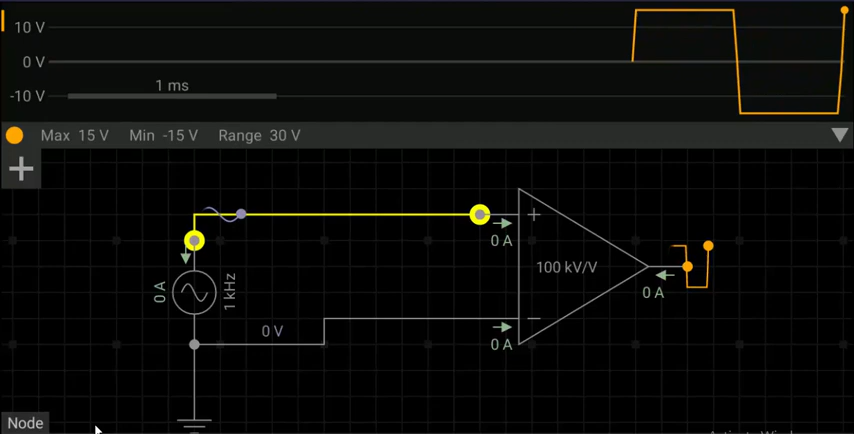 10 V
0 V
1 ms
-10 V
Max 15 V Min -15 V Range 30 V
+
+
0 A
100 kV/V
0 A
1 kHz
0 A
0 V
−
0 A
Node